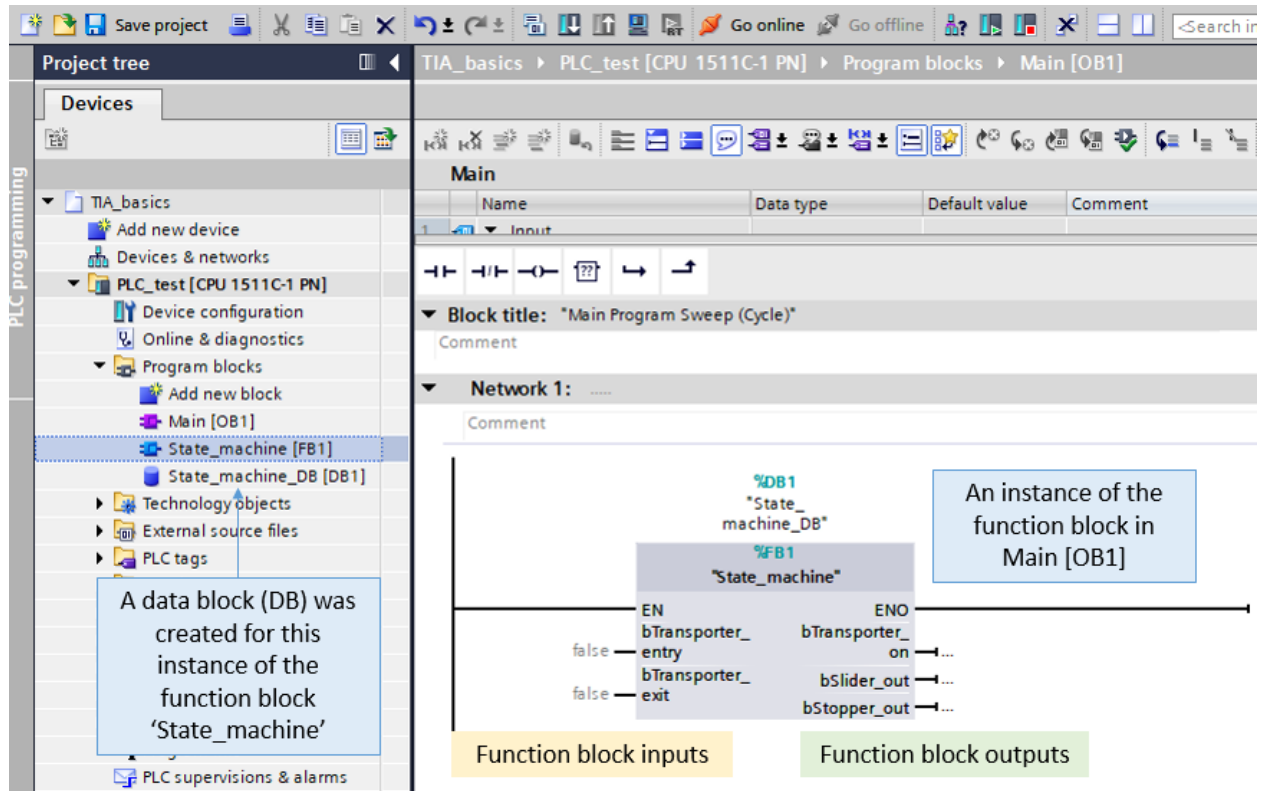 Save project
Go online
Go offline
<Search in
PLC programming
Project tree
TIA_basics PLC_test [CPU 1511C-1 PN] Program blocks Main [OB1]
Devices
Main
Name Data type Default value Comment
1 Input
TIA_basics
Add new device
Devices & networks
PLC_test [CPU 1511C-1 PN]
Device configuration
Online & diagnostics
Program blocks
Add new block
Main [OB1]
State_machine [FB1]
State_machine_DB [DB1]
Technology objects
External source files
PLC tags
PLC supervisions & alarms
A data block (DB) was
created for this
instance of the
function block
‘State_machine’
??
Block title: "Main Program Sweep (Cycle)"
Comment
Network 1: .....
Comment
%DB1
"State_
machine_DB"
%FB1
"State_machine"
EN ENO
bTransporter_ bTransporter_
false entry on ...
bTransporter_ bSlider_out ...
false exit
bStopper_out ...
An instance of the
function block in
Main [OB1]
Function block inputs
Function block outputs